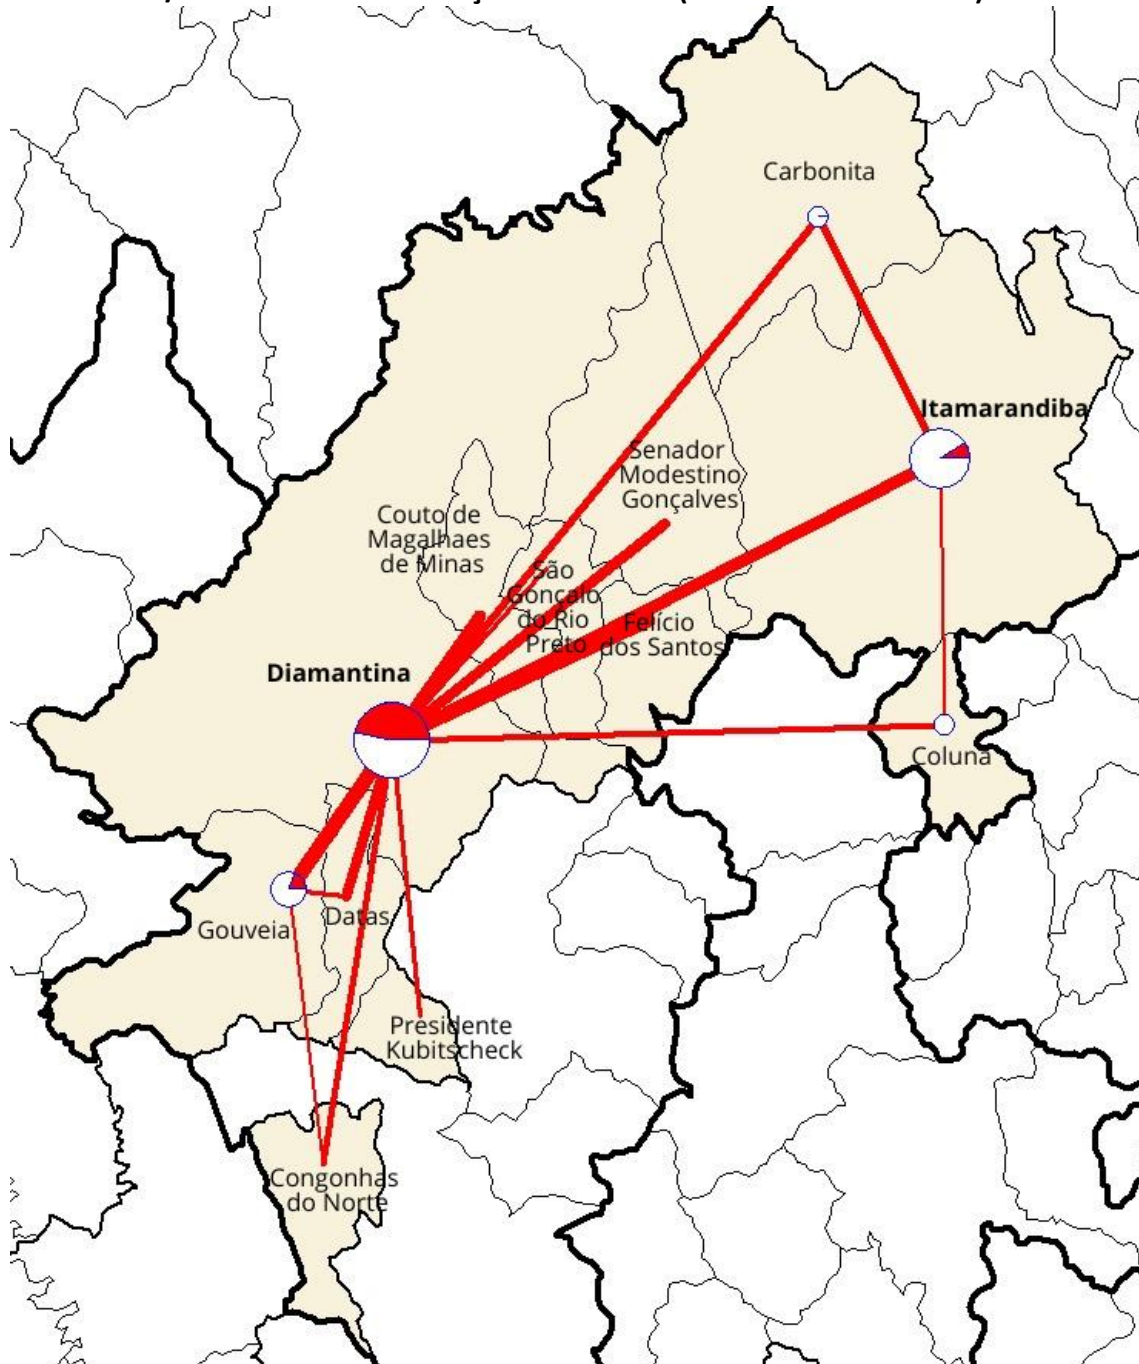 Carbonita
Itamarandiba
Senador
Modestino
Gonçalves
Couto de
Magalhaes
de Minas
São
Gonçalo
do Rio
Preto
Felício
dos Santos
Diamantina
Coluna
Gouveia
Datas
Presidente
Kubitscheck
Congonhas
do Norte